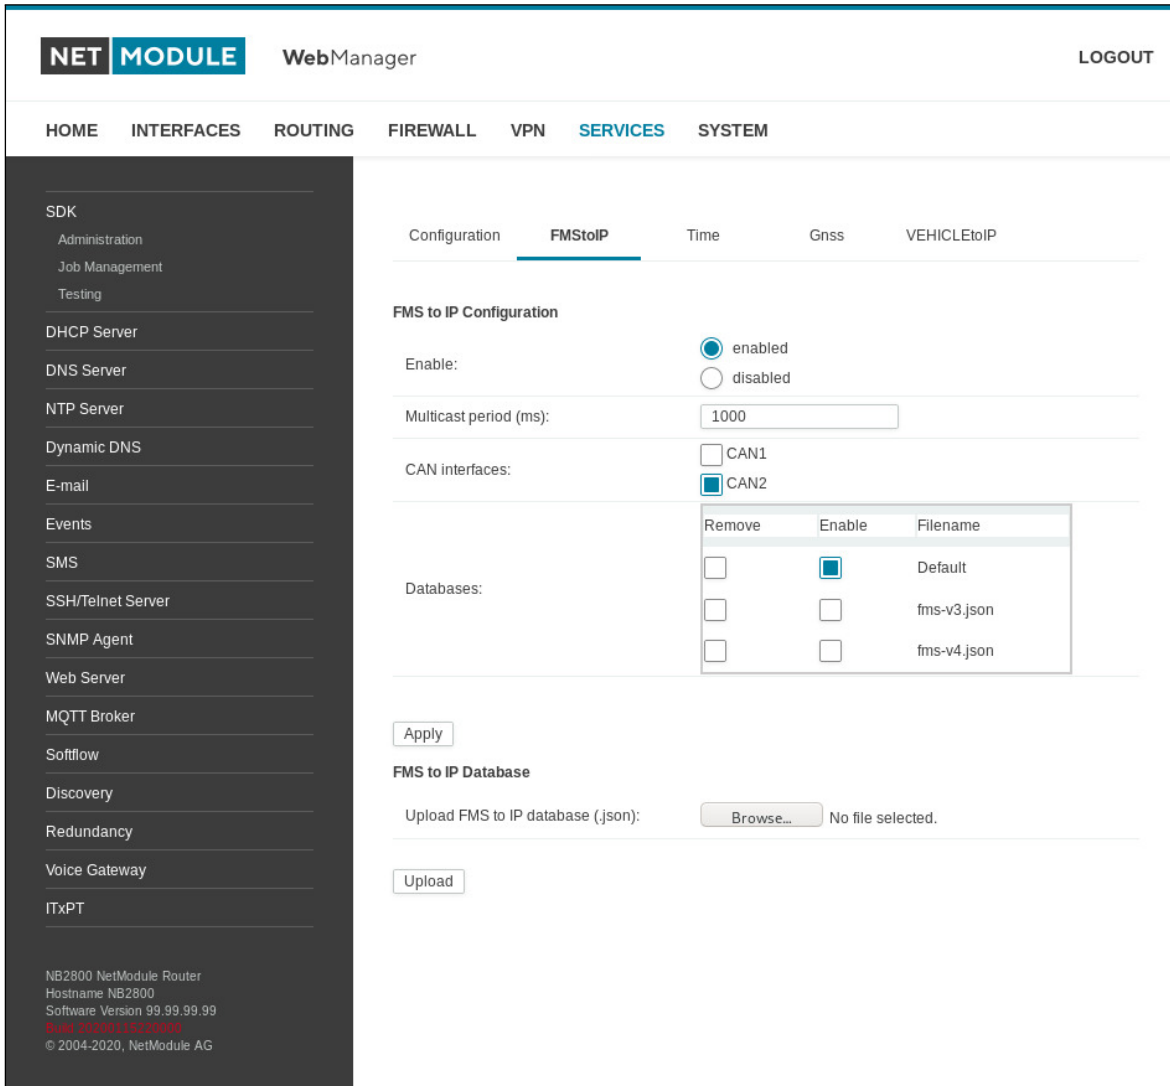 NET MODULE WebManager LOGOUT
HOME INTERFACES ROUTING FIREWALL VPN SERVICES SYSTEM
SDK
Administration
Job Management
Testing
DHCP Server
DNS Server
NTP Server
Dynamic DNS
E-mail
Events
SMS
SSH/Telnet Server
SNMP Agent
Web Server
MQTT Broker
Softflow
Discovery
Redundancy
Voice Gateway
ITxPT
NB2800 NetModule Router
Hostname NB2800
Software Version 99.99.99.99
Build
© 2004-2020, NetModule AG
Configuration FMStoIP Time Gnss VEHICLEtoIP
FMS to IP Configuration
Enable:
enabled
disabled
Multicast period (ms): 1000
CAN interfaces:
CAN1
CAN2
Databases:
Remove Enable Filename
Default
fms-v3.json
fms-v4.json
Apply
FMS to IP Database
Upload FMS to IP database (.json): Browse... No file selected.
Upload